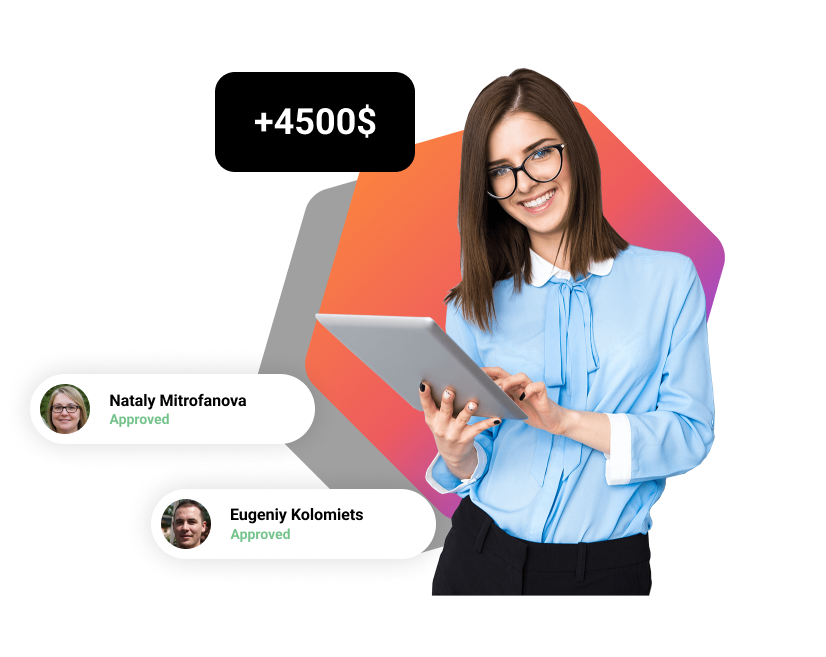 +4500$
Nataly Mitrofanova
Approved
Eugeniy Kolomiets
Approved